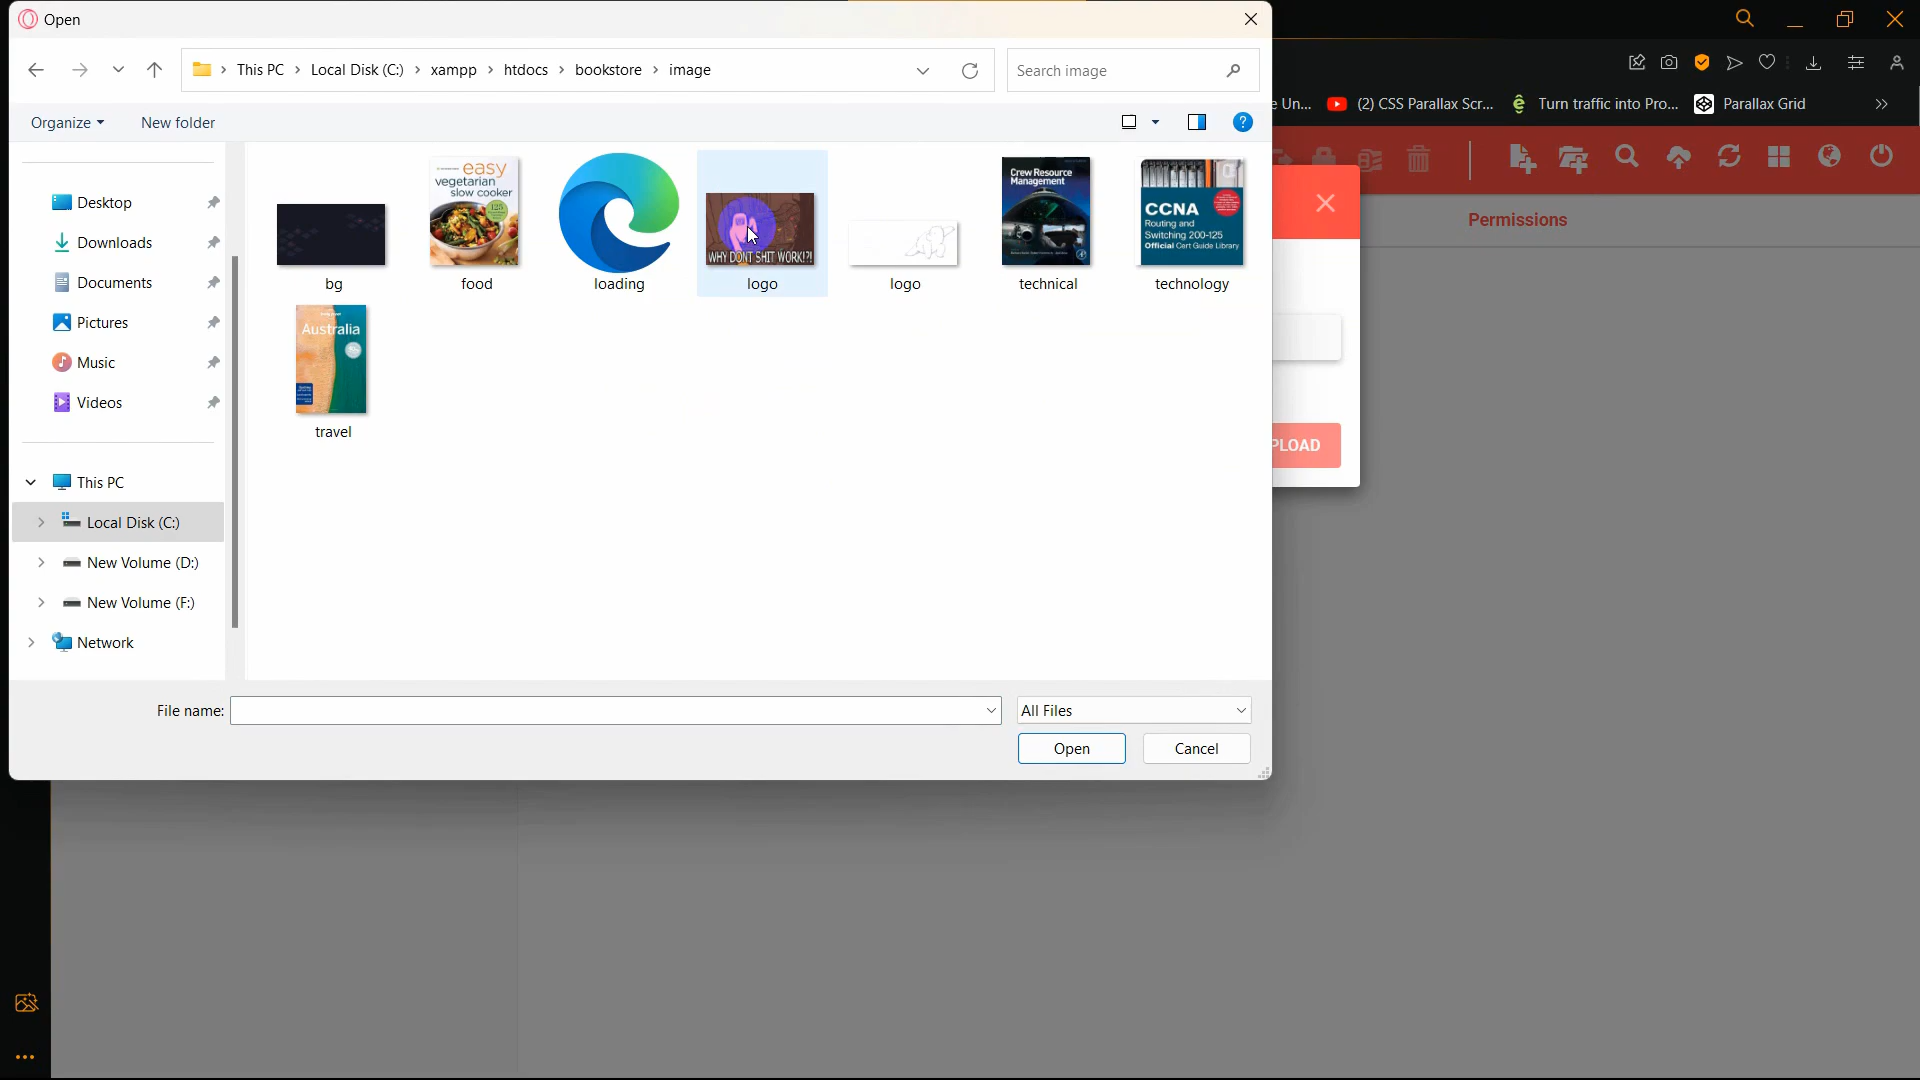 Open
This PC > Local Disk (C:) > xampp > htdocs > bookstore > image
Search image
e Un...
(2) CSS Parallax Scr...
Turn traffic into Pro...
Parallax Grid
Organize
New folder
Permissions
Desktop
Downloads
Documents
Pictures
Music
Videos
This PC
Local Disk (C:)
New Volume (D:)
New Volume (F:)
Network
easy
vegetarian
slow cooker
125
WHY DONT SHIT WORK!?!
Crew Resource
Management
CCNA
Routing and
Switching 200-125
Official Cert Guide Library
bg
food
loading
logo
logo
technical
technology
Australia
travel
PLOAD
File name:
All Files
Open
Cancel